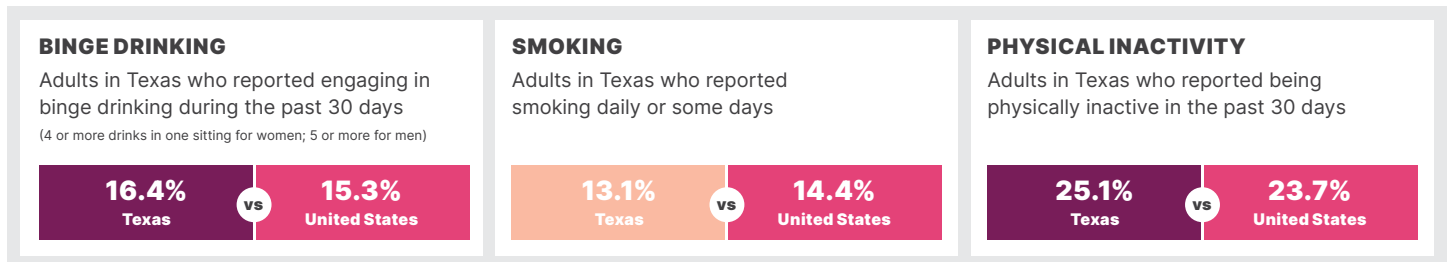 BINGE DRINKING
Adults in Texas who reported engaging in
binge drinking during the past 30 days
(4 or more drinks in one sitting for women; 5 or more for men)
16.4%
Texas
vs
15.3%
United States
SMOKING
Adults in Texas who reported
smoking daily or some days
13.1%
Texas
vs
14.4%
United States
PHYSICAL INACTIVITY
Adults in Texas who reported being
physically inactive in the past 30 days
25.1%
Texas
vs
23.7%
United States